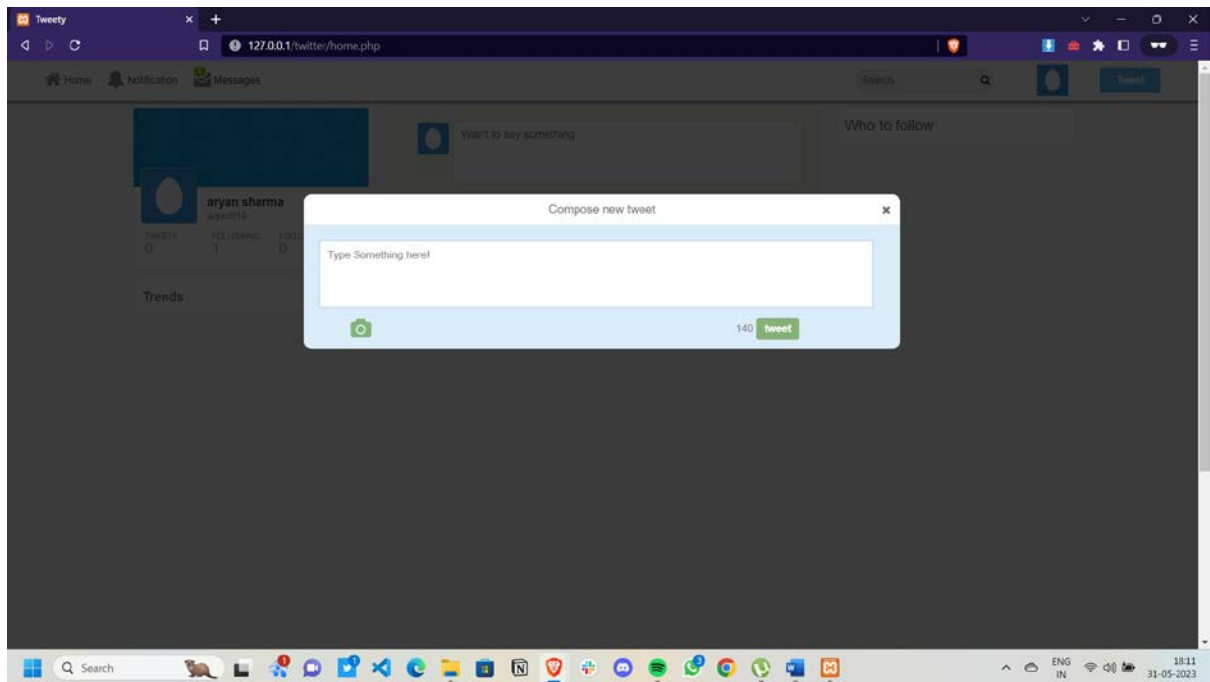 Tweety
127.0.0.1/twitter/home.php
Home Notification Messages
Search
Tweet
Wan't to say something
Who to follow
aryan sharma
TWEETS FOLLOWING
0 1 0
Trends
Compose new tweet
Type Something here!
140 tweet
Search
ENG
IN
18:11
31-05-2023